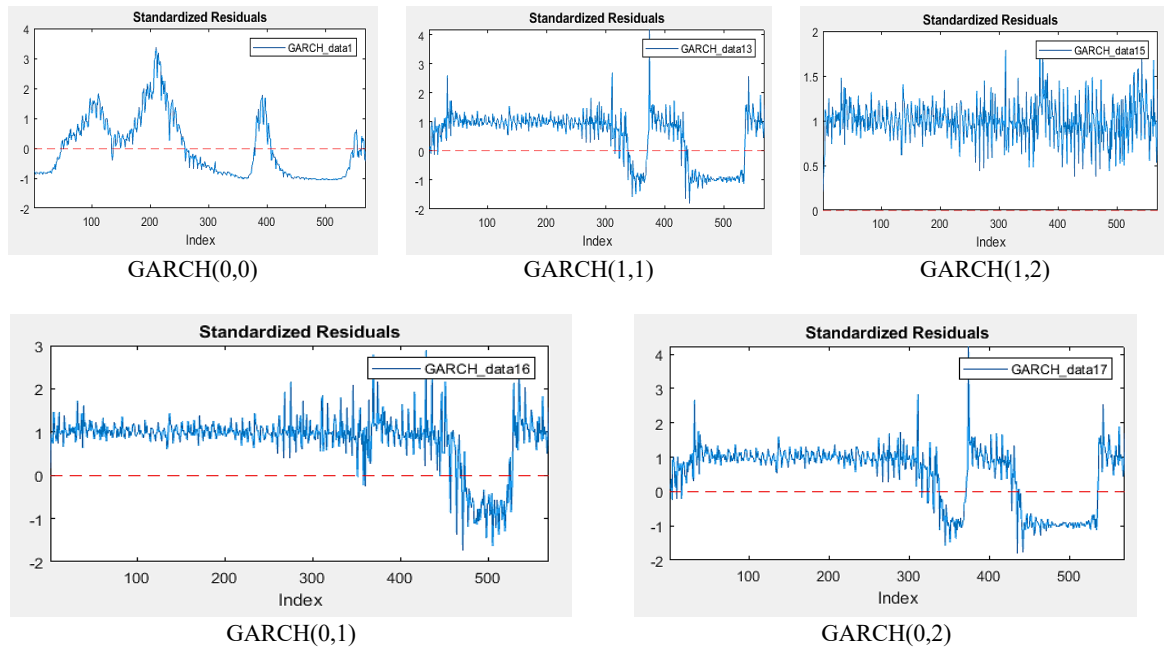 Standardized Residuals
GARCH_data1
4
3
2
1
0
-1
-2
100
200
300
400
500
Index
GARCH(0,0)
Standardized Residuals
GARCH_data13
4
3
2
1
0
-1
-2
100
200
300
400
500
Index
GARCH(1,1)
Standardized Residuals
GARCH_data15
2
1.5
1
0.5
0
100
200
300
400
500
Index
GARCH(1,2)
Standardized Residuals
GARCH_data16
3
2
1
0
-1
-2
100
200
300
400
500
Index
GARCH(0,1)
Standardized Residuals
GARCH_data17
4
3
2
1
0
-1
-2
100
200
300
400
500
Index
GARCH(0,2)